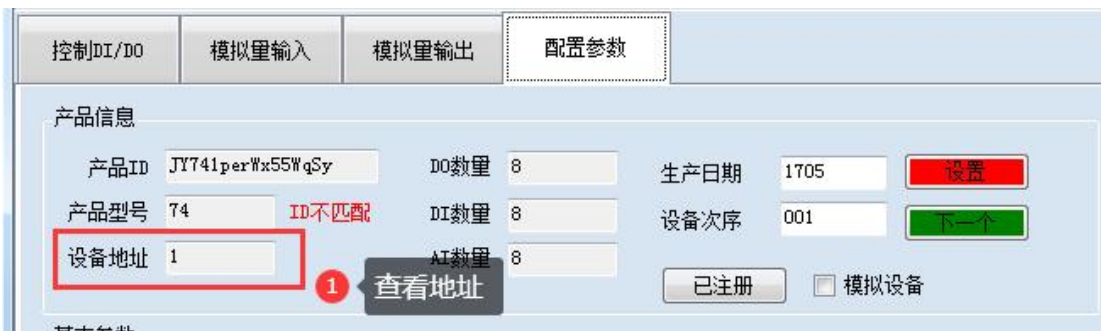 控制DI/DO 模拟里输入 模拟里输出 配置参数
产品信息
产品ID JY741perWx55WqSy DO数量 8 生产日期 1705 设置
产品型号 74 ID不匹配 DI数量 8 设备次序 001 下一个
设备地址 1 AI数量 8
1 查看地址 已注册 模拟设备
基本参数